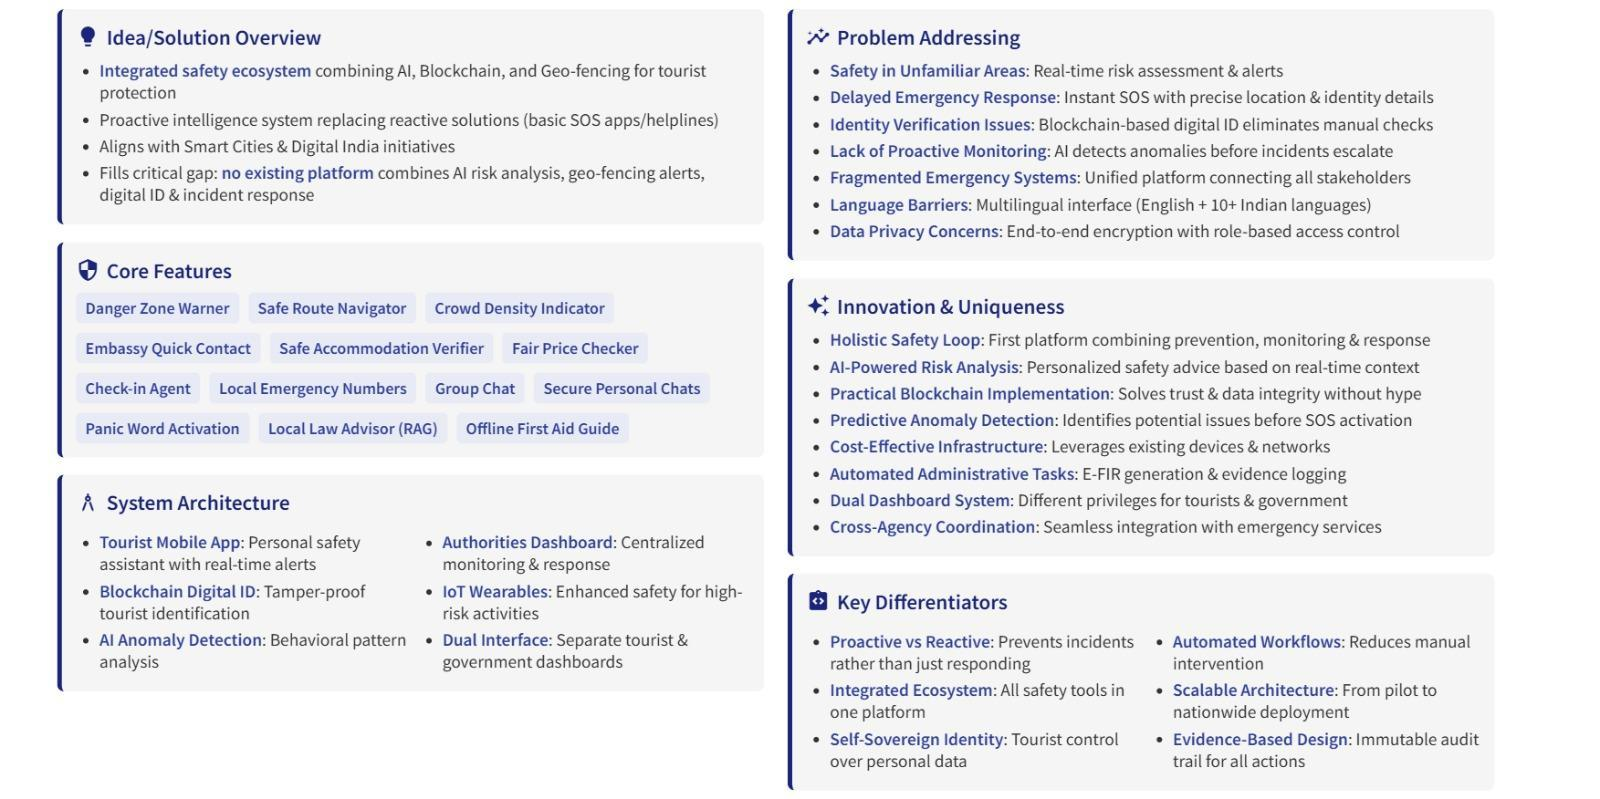 Idea/Solution Overview
Integrated safety ecosystem combining AI, Blockchain, and Geo-fencing for tourist
protection
Proactive intelligence system replacing reactive solutions (basic SOS apps/helplines)
Aligns with Smart Cities & Digital India initiatives
Fills critical gap: no existing platform combines AI risk analysis, geo-fencing alerts,
digital ID & incident response
Core Features
Danger Zone Warner Safe Route Navigator Crowd Density Indicator
Embassy Quick Contact Safe Accommodation Verifier Fair Price Checker
Check-in Agent Local Emergency Numbers Group Chat Secure Personal Chats
Panic Word Activation Local Law Advisor (RAG) Offline First Aid Guide
System Architecture
Tourist Mobile App: Personal safety
assistant with real-time alerts
Blockchain Digital ID: Tamper-proof
tourist identification
AI Anomaly Detection: Behavioral pattern
analysis
Authorities Dashboard: Centralized
monitoring & response
IoT Wearables: Enhanced safety for high-
risk activities
Dual Interface: Separate tourist &
government dashboards
Problem Addressing
Safety in Unfamiliar Areas: Real-time risk assessment & alerts
Delayed Emergency Response: Instant SOS with precise location & identity details
Identity Verification Issues: Blockchain-based digital ID eliminates manual checks
Lack of Proactive Monitoring: AI detects anomalies before incidents escalate
Fragmented Emergency Systems: Unified platform connecting all stakeholders
Language Barriers: Multilingual interface (English + 10+ Indian languages)
Data Privacy Concerns: End-to-end encryption with role-based access control
Innovation & Uniqueness
Holistic Safety Loop: First platform combining prevention, monitoring & response
AI-Powered Risk Analysis: Personalized safety advice based on real-time context
Practical Blockchain Implementation: Solves trust & data integrity without hype
Predictive Anomaly Detection: Identifies potential issues before SOS activation
Cost-Effective Infrastructure: Leverages existing devices & networks
Automated Administrative Tasks: E-FIR generation & evidence logging
Dual Dashboard System: Different privileges for tourists & government
Cross-Agency Coordination: Seamless integration with emergency services
Key Differentiators
Proactive vs Reactive: Prevents incidents
rather than just responding
Integrated Ecosystem: All safety tools in
one platform
Self-Sovereign Identity: Tourist control
over personal data
Automated Workflows: Reduces manual
intervention
Scalable Architecture: From pilot to
nationwide deployment
Evidence-Based Design: Immutable audit
trail for all actions